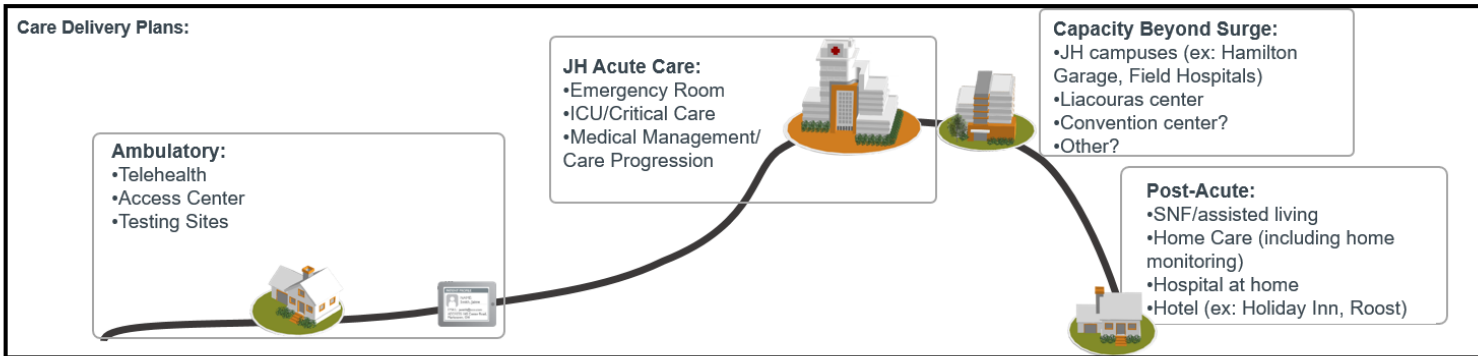 Care Delivery Plans:
Ambulatory:
•Telehealth
•Access Center
•Testing Sites
JH Acute Care:
•Emergency Room
•ICU/Critical Care
•Medical Management/
Care Progression
Capacity Beyond Surge:
•JH campuses (ex: Hamilton
Garage, Field Hospitals)
•Liacouras center
•Convention center?
•Other?
Post-Acute:
•SNF/assisted living
•Home Care (including home
monitoring)
•Hospital at home
•Hotel (ex: Holiday Inn, Roost)